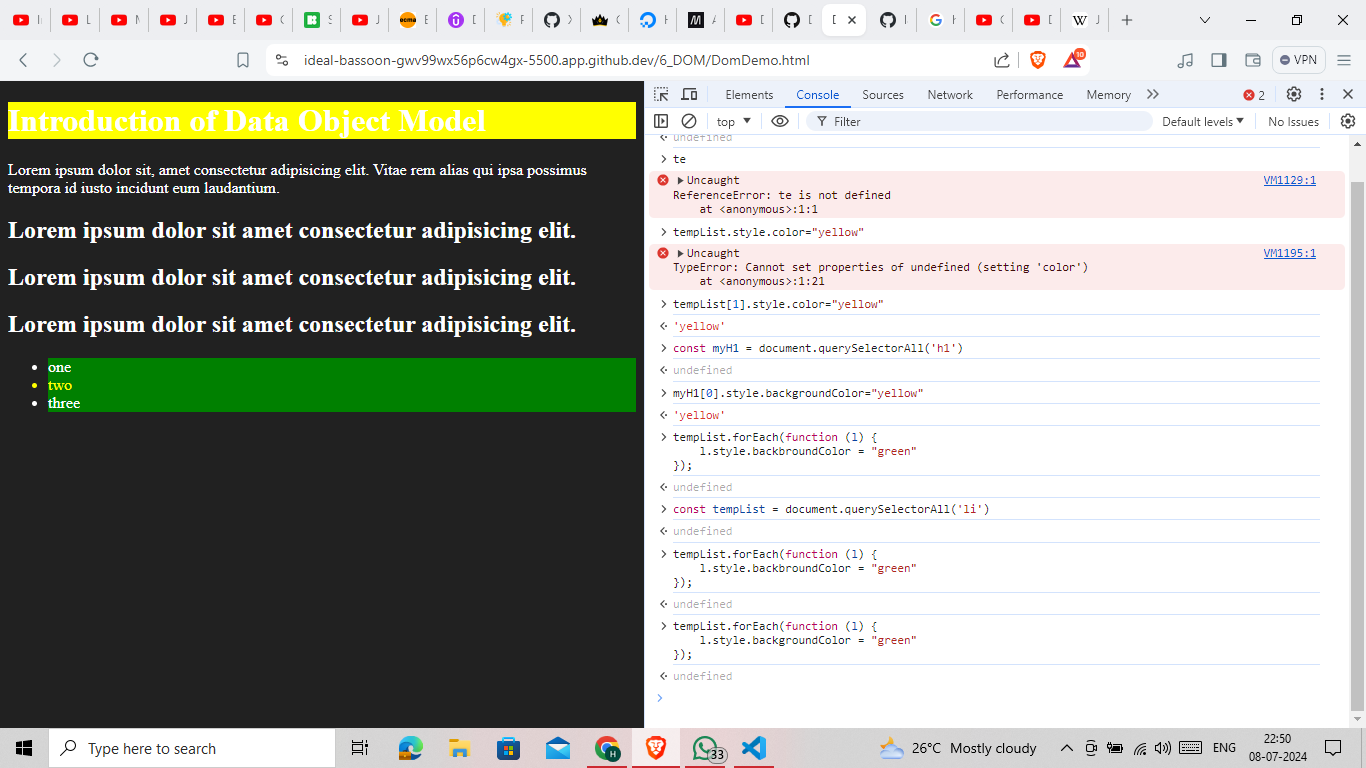 ideal-bassoon-gwv99wx56p6cw4gx-5500.app.github.dev/6_DOM/DomDemo.html
10
VPN
Introduction of Data Object Model
Lorem ipsum dolor sit, amet consectetur adipisicing elit. Vitae rem alias qui ipsa possimus
tempora id iusto incidunt eum laudantium.
Lorem ipsum dolor sit amet consectetur adipisicing elit.
Lorem ipsum dolor sit amet consectetur adipisicing elit.
Lorem ipsum dolor sit amet consectetur adipisicing elit.
one
two
three
Elements Console Sources Network Performance Memory 2
top Filter Default levels No Issues
undefined
te
Uncaught VM1129:1
ReferenceError: te is not defined
at <anonymous>:1:1
tempList.style.color="yellow"
Uncaught VM1195:1
TypeError: Cannot set properties of undefined (setting 'color')
at <anonymous>:1:21
tempList[1].style.color="yellow"
'yellow'
const myH1 = document.querySelectorAll('h1')
undefined
myH1[0].style.backgroundColor="yellow"
'yellow'
tempList.forEach(function (l) {
l.style.backbroundColor = "green"
});
undefined
const tempList = document.querySelectorAll('li')
undefined
tempList.forEach(function (l) {
l.style.backbroundColor = "green"
});
undefined
tempList.forEach(function (l) {
l.style.backgroundColor = "green"
});
undefined
Type here to search
33
26°C Mostly cloudy
ENG
22:50
08-07-2024